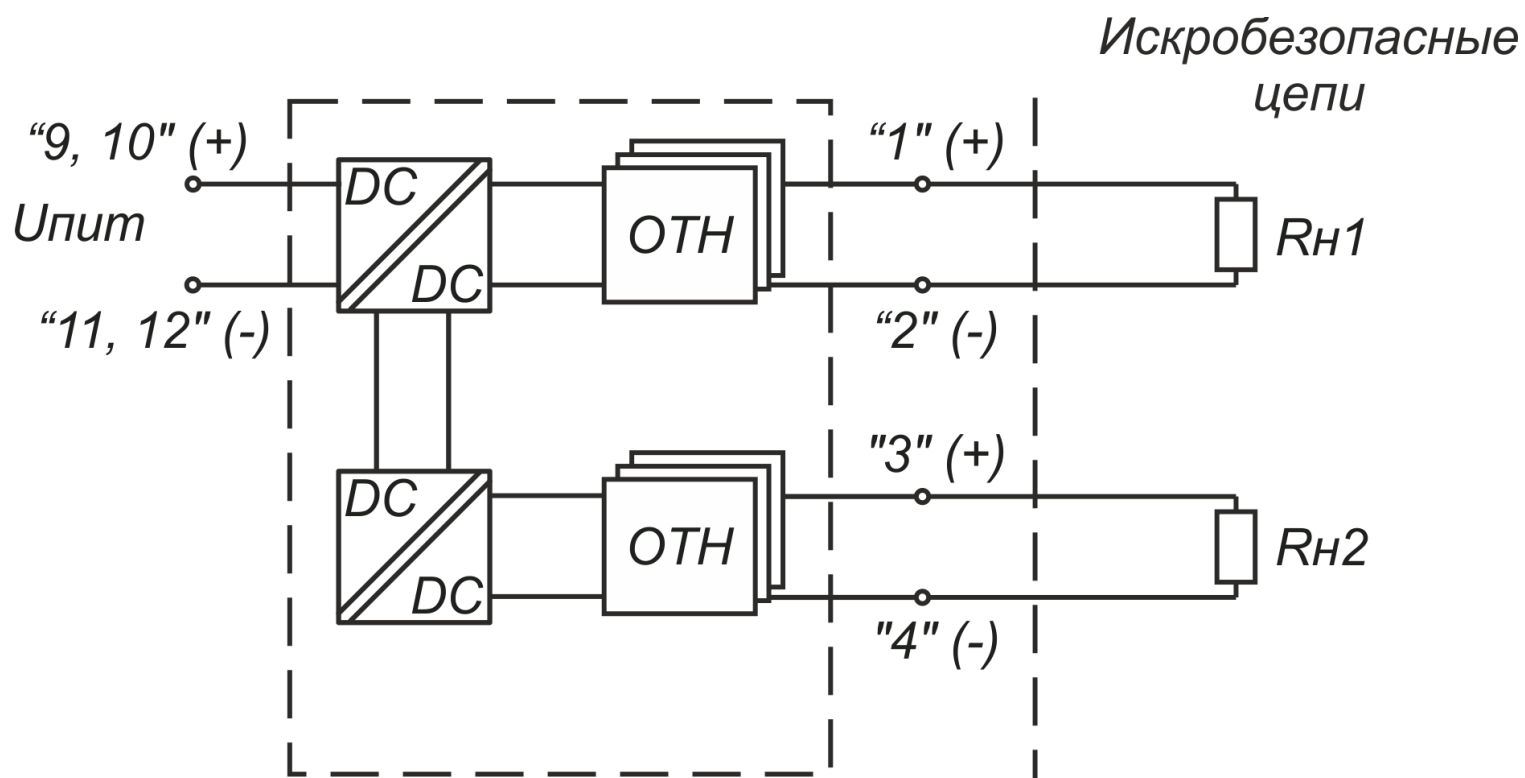 Искробезопасные
цепи
“9, 10" (+)
Uпит
“11, 12" (-)
DC
DC
ОТН
“1" (+)
“2" (-)
Rн1
DC
DC
ОТН
"3" (+)
"4" (-)
Rн2